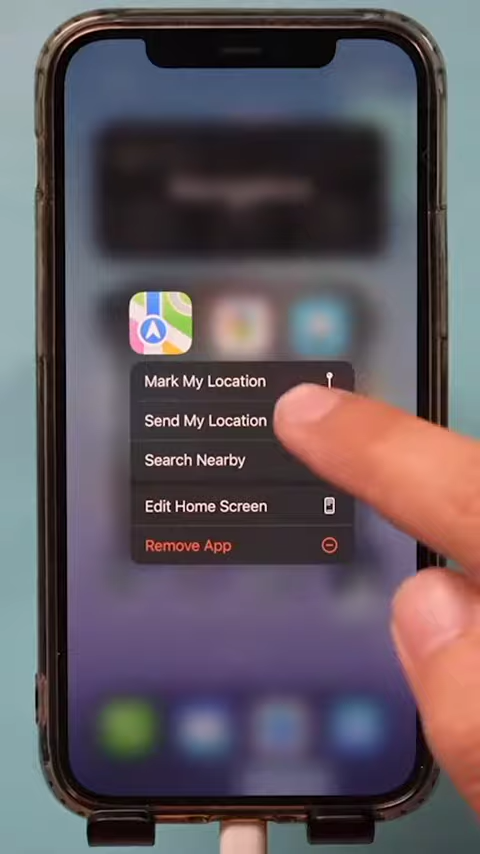 Mark My Location
Send My Location
Search Nearby
Edit Home Screen
Remove App